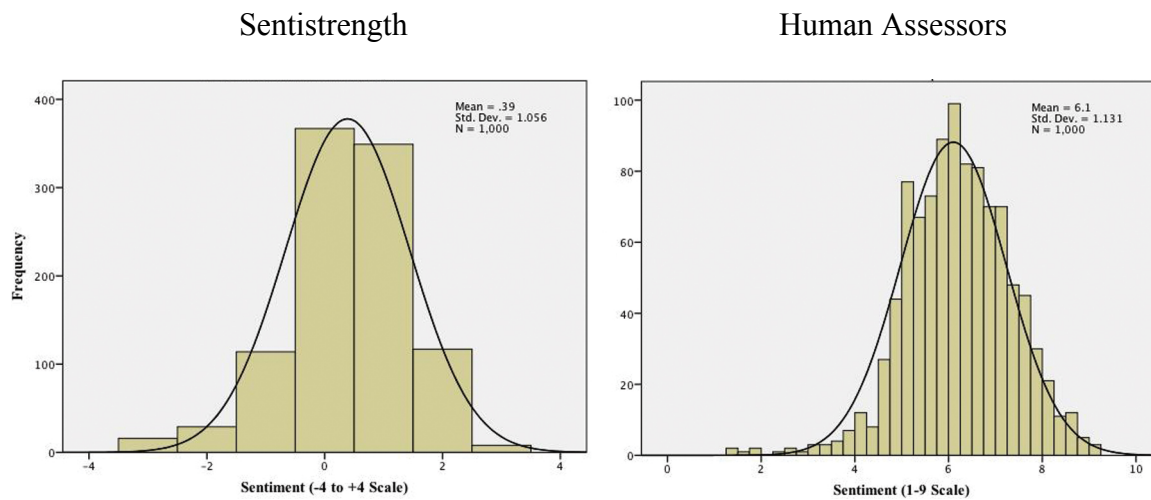 Sentistrength
Human Assessors
Mean = .39
Std. Dev. = 1.056
N = 1,000
400
300
200
100
0
Frequency
-4
-2
0
2
4
Sentiment (-4 to +4 Scale)
Mean = 6.1
Std. Dev. = 1.131
N = 1,000
100
80
60
40
20
0
0
2
4
6
8
10
Sentiment (1-9 Scale)